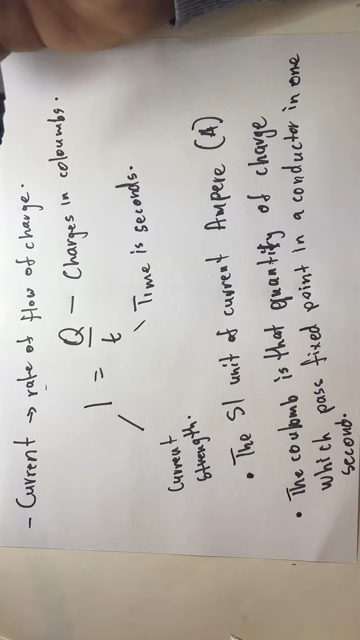 - Current → rate of flow of charge.
I = Q — Charges in coloumbs.
t \ Time is seconds.
/
Current
strength.
• The SI unit of current Ampere (A)
• The coulomb is that quantity of charge
which pass fixed point in a conductor in one
second.